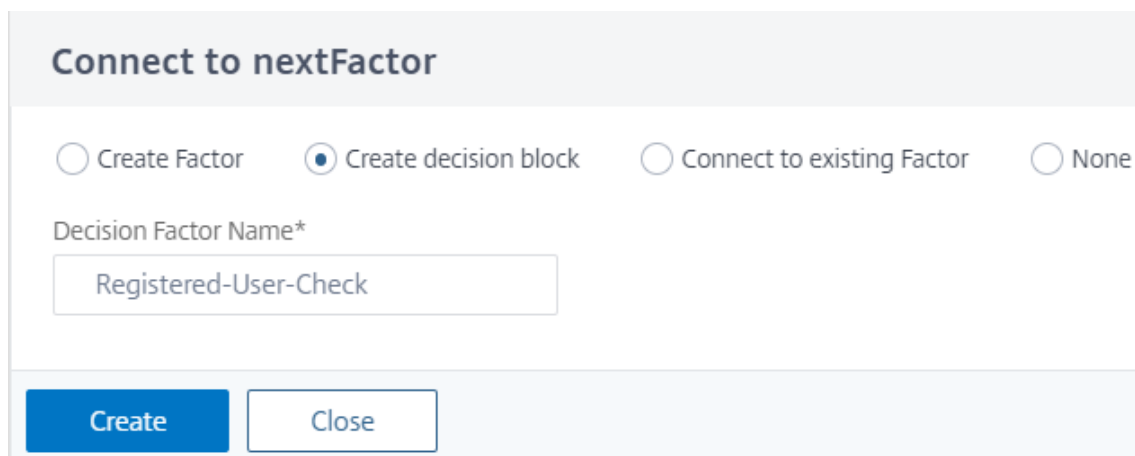 Connect to nextFactor
Create Factor Create decision block Connect to existing Factor None
Decision Factor Name*
Registered-User-Check
Create Close